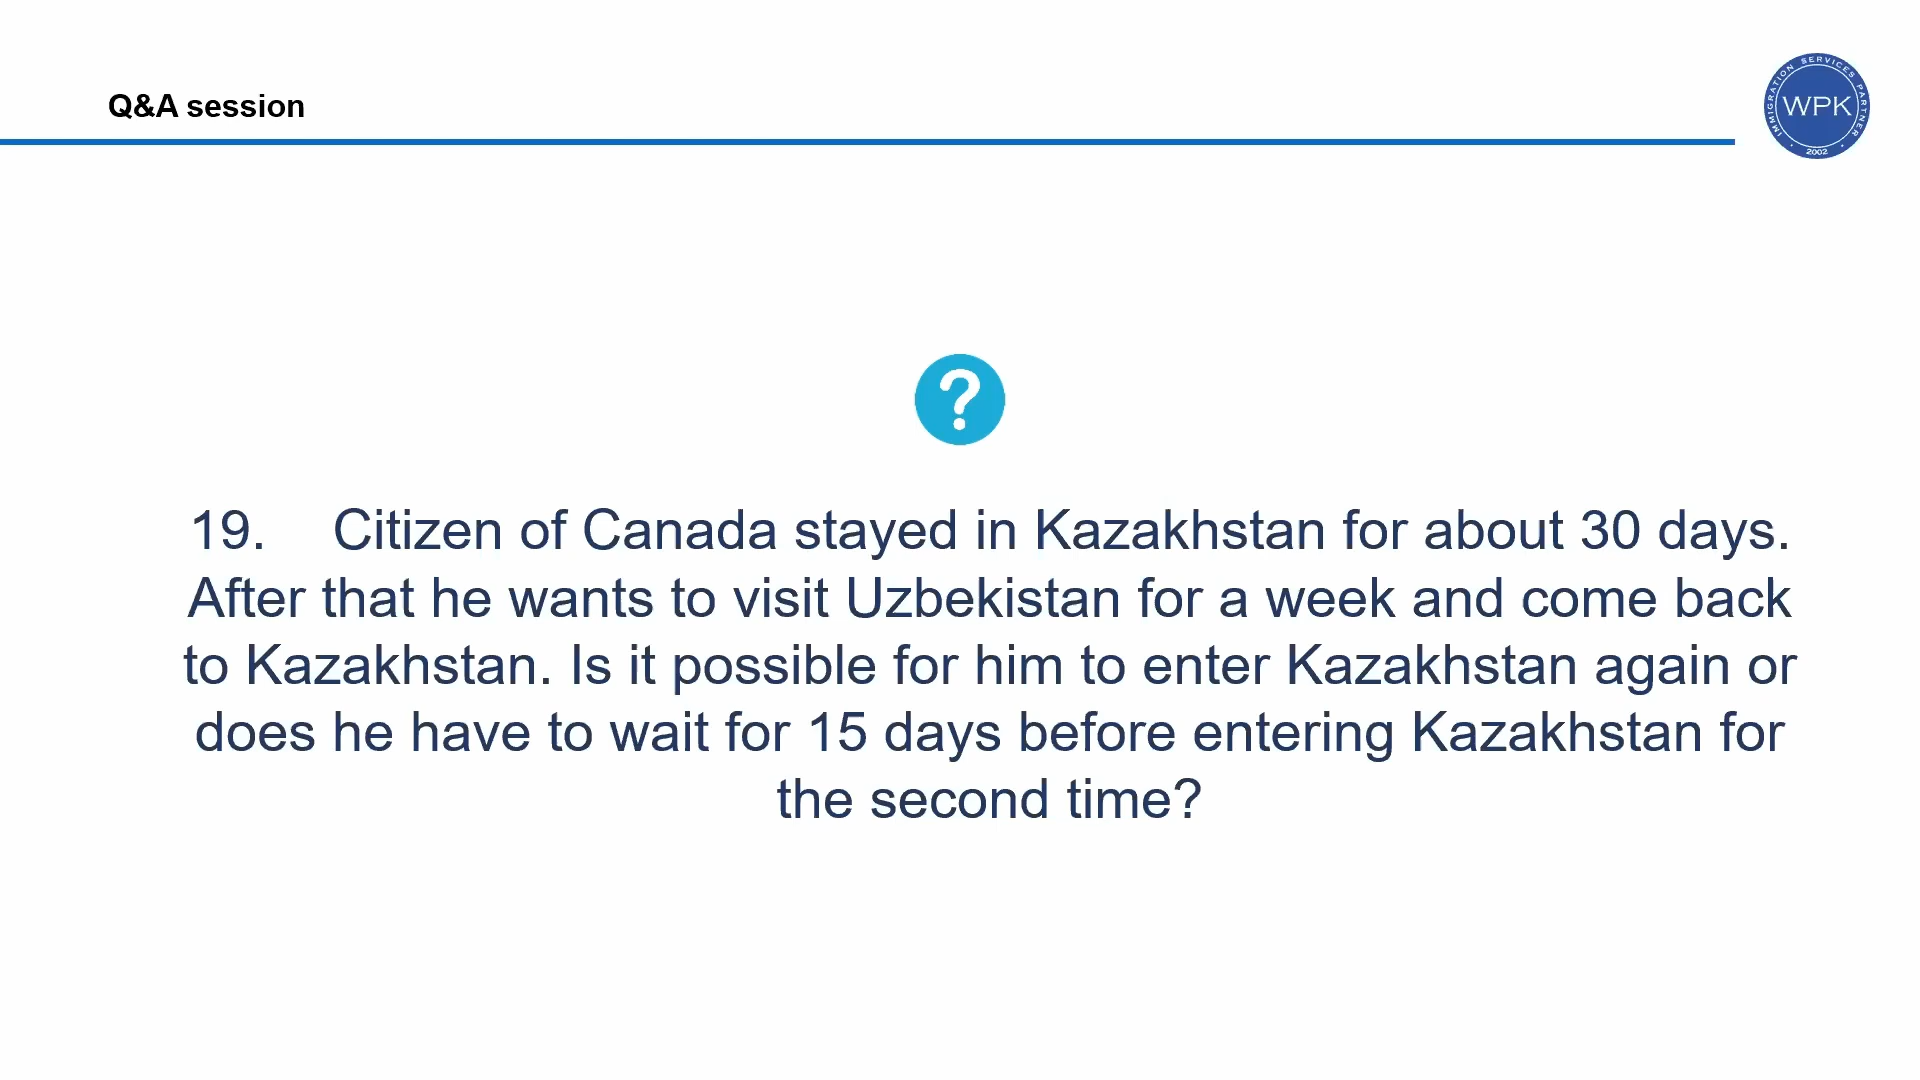 Q&A session
IMMIGRATION SERVICES PARTNER
WPK
2002
19. Citizen of Canada stayed in Kazakhstan for about 30 days.
After that he wants to visit Uzbekistan for a week and come back
to Kazakhstan. Is it possible for him to enter Kazakhstan again or
does he have to wait for 15 days before entering Kazakhstan for
the second time?